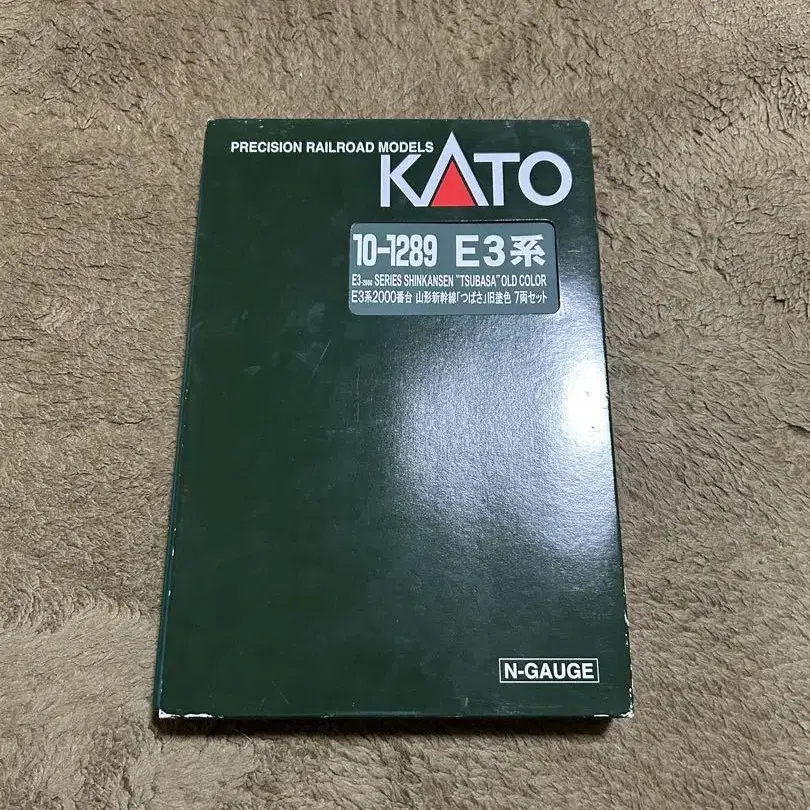 PRECISION RAILROAD MODELS
KATO
10-1289 E3系
E3-2000 SERIES SHINKANSEN "TSUBASA" OLD COLOR
E3系2000番台 山形新幹線「つばさ」旧塗色 7両セット
N-GAUGE